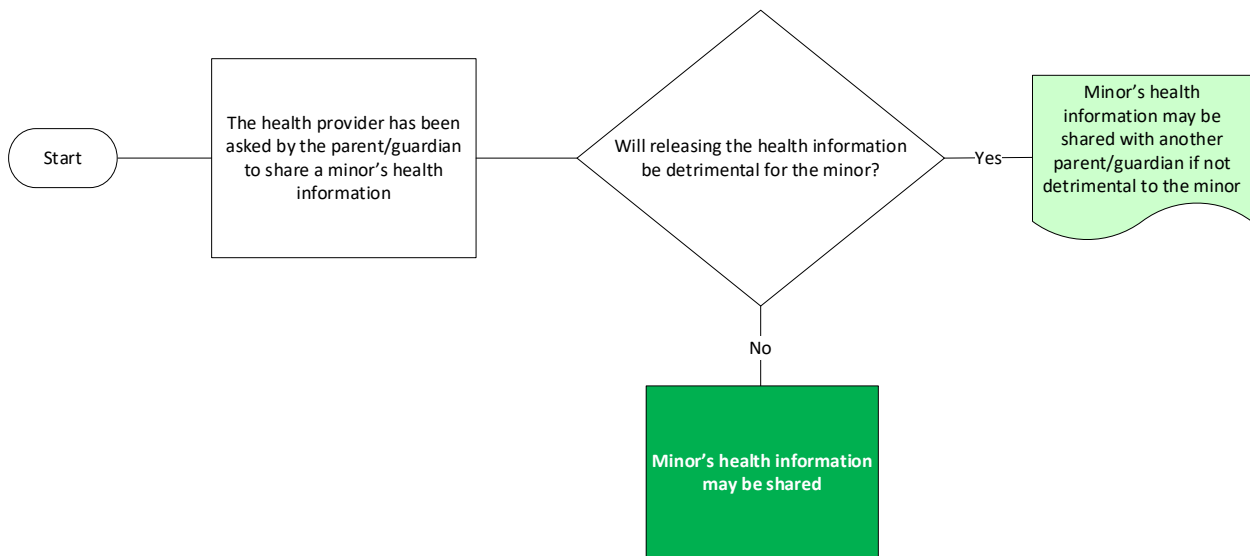 Start
The health provider has been
asked by the parent/guardian
to share a minor’s health
information
Will releasing the health information
be detrimental for the minor?
Yes
Minor’s health
information may be
shared with another
parent/guardian if not
detrimental to the minor
No
Minor’s health information
may be shared